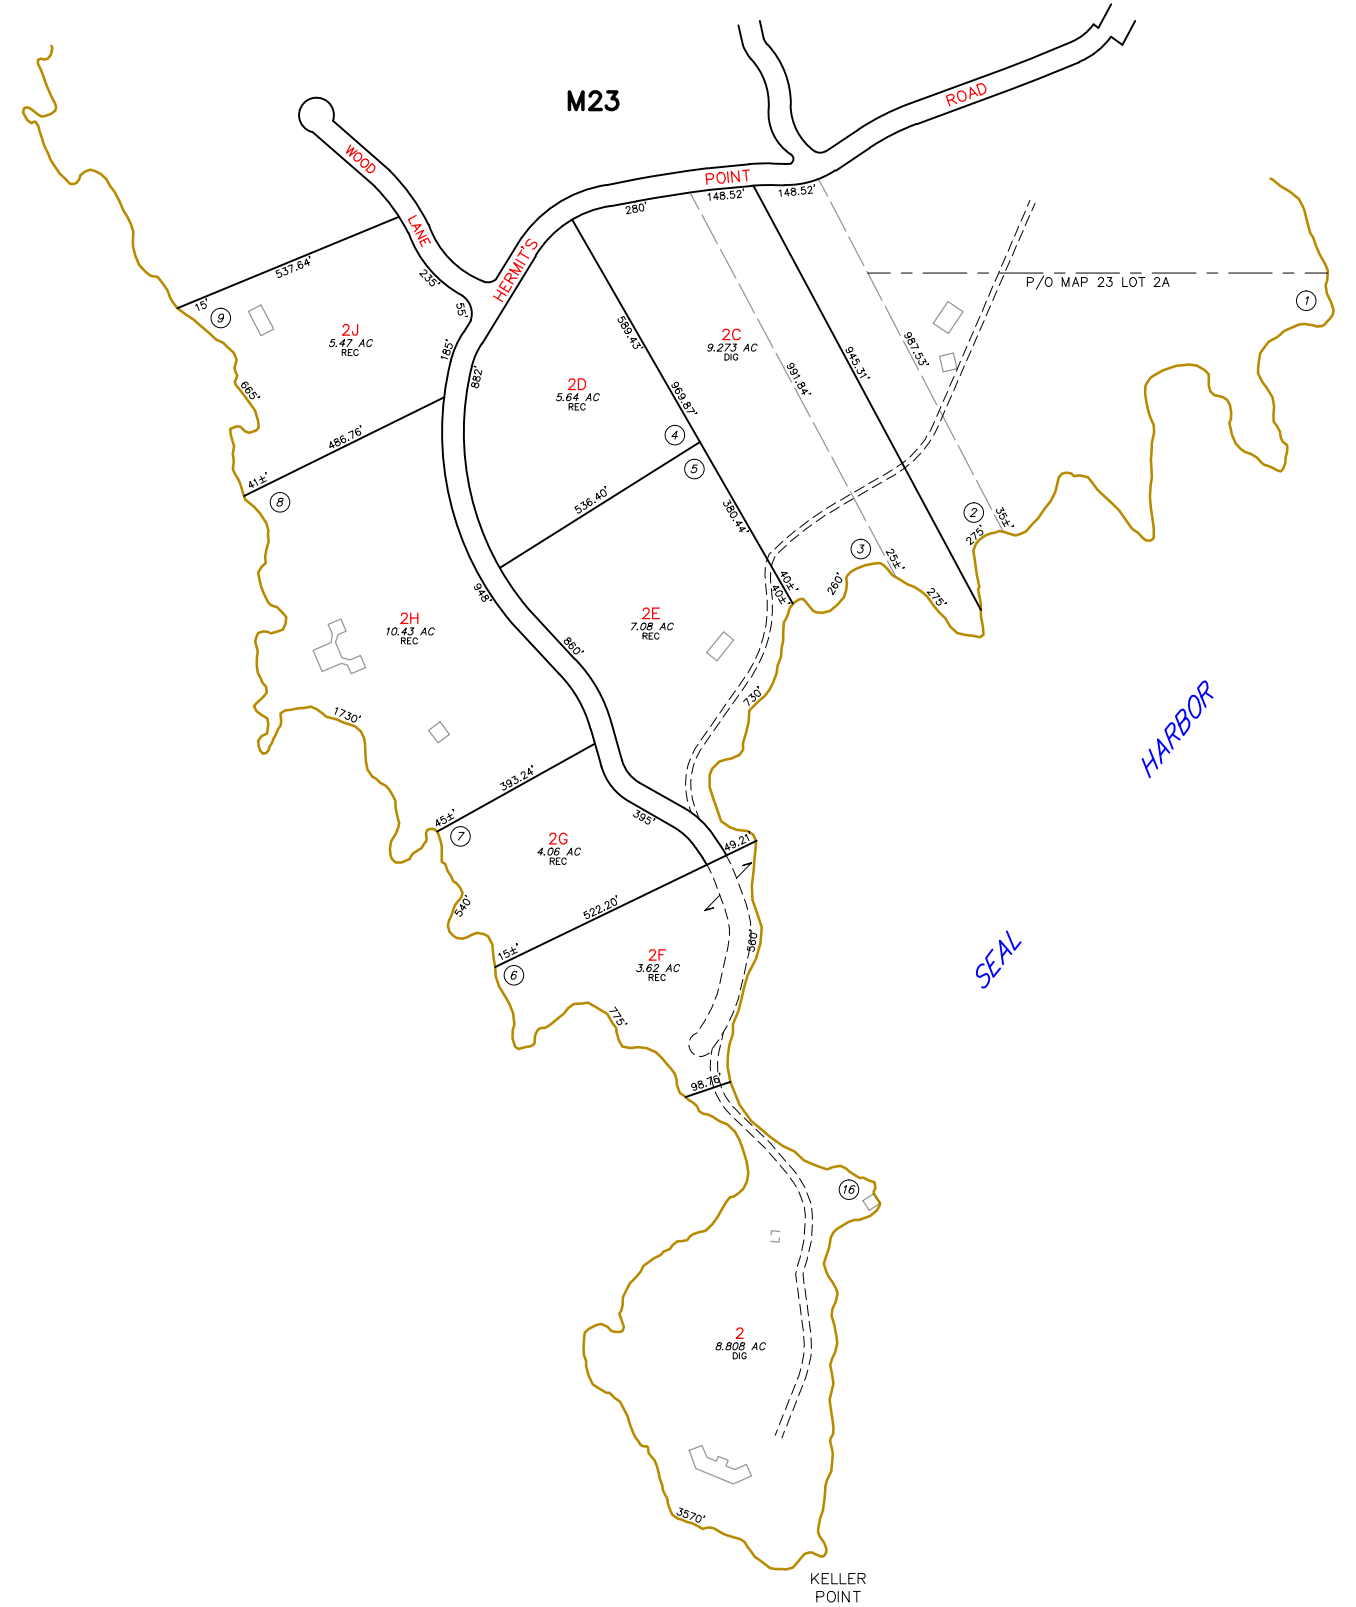 M23
WOOD
LANE
HERMIT'S
POINT
ROAD
148.52'
148.52'
280'
537.64'
15'
9
235'
55'
2J
5.47 AC
REC
185'
882'
665'
486.76'
41±'
8
P/O MAP 23 LOT 2A
1
589.43'
2C
9.273 AC
DIG
945.31'
987.53'
991.84'
969.87'
2D
5.64 AC
REC
4
5
536.40'
380.44'
2
35±'
275'
3
25±'
40±'
40±'
260'
275'
948'
2H
10.43 AC
REC
2E
7.08 AC
REC
860'
730'
1730'
HARBOR
393.24'
45±'
7
395'
2G
4.06 AC
REC
49.21'
540'
522.20'
15±'
6
560'
2F
3.62 AC
REC
SEAL
775'
98.76'
16
2
8.808 AC
DIG
3570'
KELLER
POINT